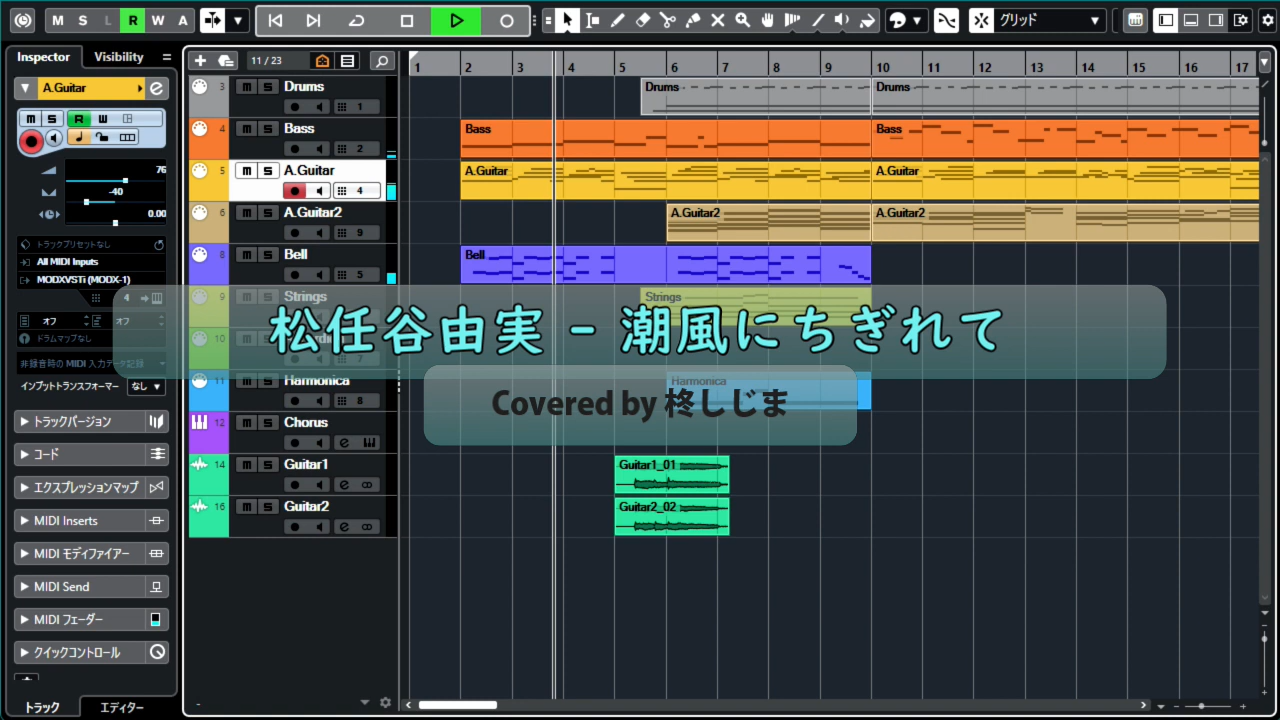 M S L R W A
グリッド
Inspector Visibility
11 / 23
1 2 3 4 5 6 7 8 9 10 11 12 13 14 15 16 17
A.Guitar
M S R W
76
-40
0.00
トラックプリセットなし
All MIDI Inputs
MODXVSTi (MODX-1)
4
オフ オフ
ドラムマップなし
非録音時の MIDI 入力データ記録
インプットトランスフォーマー なし
トラックバージョン
コード
エクスプレッションマップ
MIDI Inserts
MIDI モディファイアー
MIDI Send
MIDI フェーダー
クイックコントロール
トラック エディター
3 M S Drums
1
4 M S Bass
2
5 M S A.Guitar
4
6 M S A.Guitar2
9
8 M S Bell
5
9 Strings
10
7
11 M S Harmonica
8
12 M S Chorus
14 M S Guitar1
16 M S Guitar2
Drums Drums
Bass Bass
A.Guitar A.Guitar
A.Guitar2 A.Guitar2
Bell
Strings
Harmonica
Guitar1_01
Guitar2_02
松任谷由実 - 潮風にちぎれて
Covered by 柊しじま